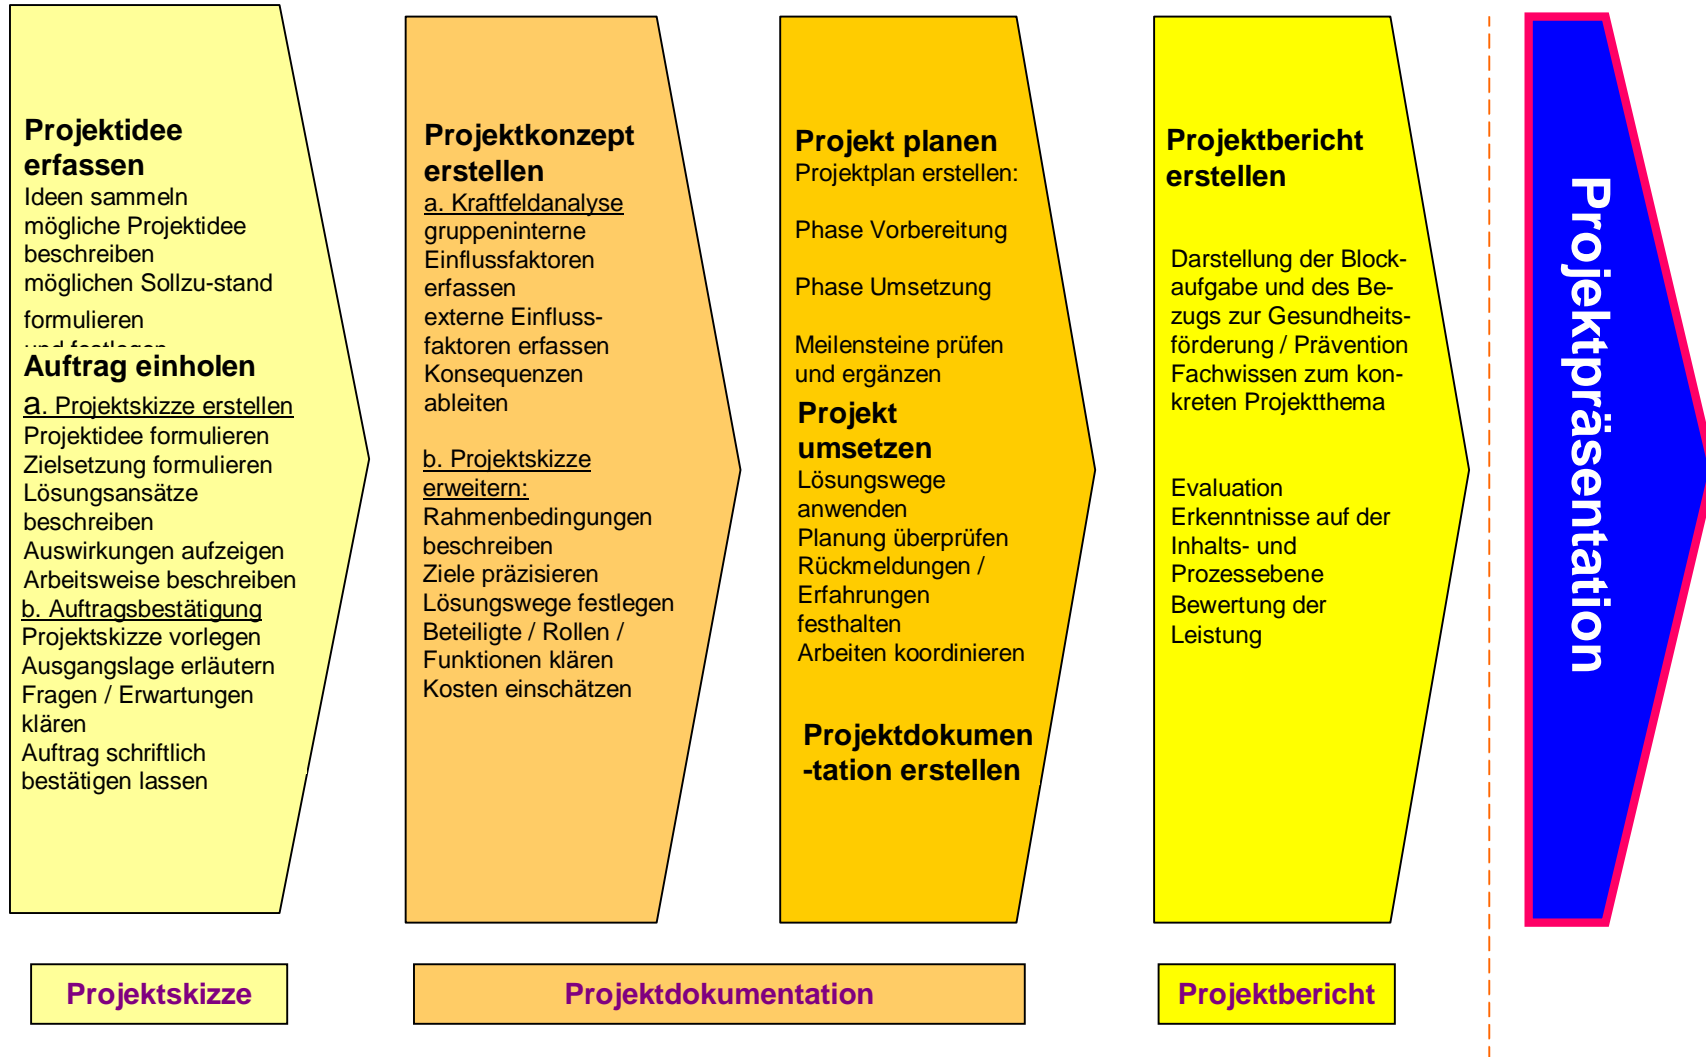 Projektidee
erfassen
Ideen sammeln
mögliche Projektidee
beschreiben
möglichen Sollzu-stand
formulieren
und festlegen
Auftrag einholen
a. Projektskizze erstellen
Projektidee formulieren
Zielsetzung formulieren
Lösungsansätze
beschreiben
Auswirkungen aufzeigen
Arbeitsweise beschreiben
b. Auftragsbestätigung
Projektskizze vorlegen
Ausgangslage erläutern
Fragen / Erwartungen
klären
Auftrag schriftlich
bestätigen lassen
Projektkonzept
erstellen
a. Kraftfeldanalyse
gruppeninterne
Einflussfaktoren
erfassen
externe Einfluss-
faktoren erfassen
Konsequenzen
ableiten
b. Projektskizze
erweitern:
Rahmenbedingungen
beschreiben
Ziele präzisieren
Lösungswege festlegen
Beteiligte / Rollen /
Funktionen klären
Kosten einschätzen
Projekt planen
Projektplan erstellen:
Phase Vorbereitung
Phase Umsetzung
Meilensteine prüfen
und ergänzen
Projekt
umsetzen
Lösungswege
anwenden
Planung überprüfen
Rückmeldungen /
Erfahrungen
festhalten
Arbeiten koordinieren
Projektdokumen
-tation erstellen
Projektbericht
erstellen
Darstellung der Block-
aufgabe und des Be-
zugs zur Gesundheits-
förderung / Prävention
Fachwissen zum kon-
kreten Projektthema
Evaluation
Erkenntnisse auf der
Inhalts- und
Prozessebene
Bewertung der
Leistung
Projektpräsentation
Projektskizze
Projektdokumentation
Projektbericht